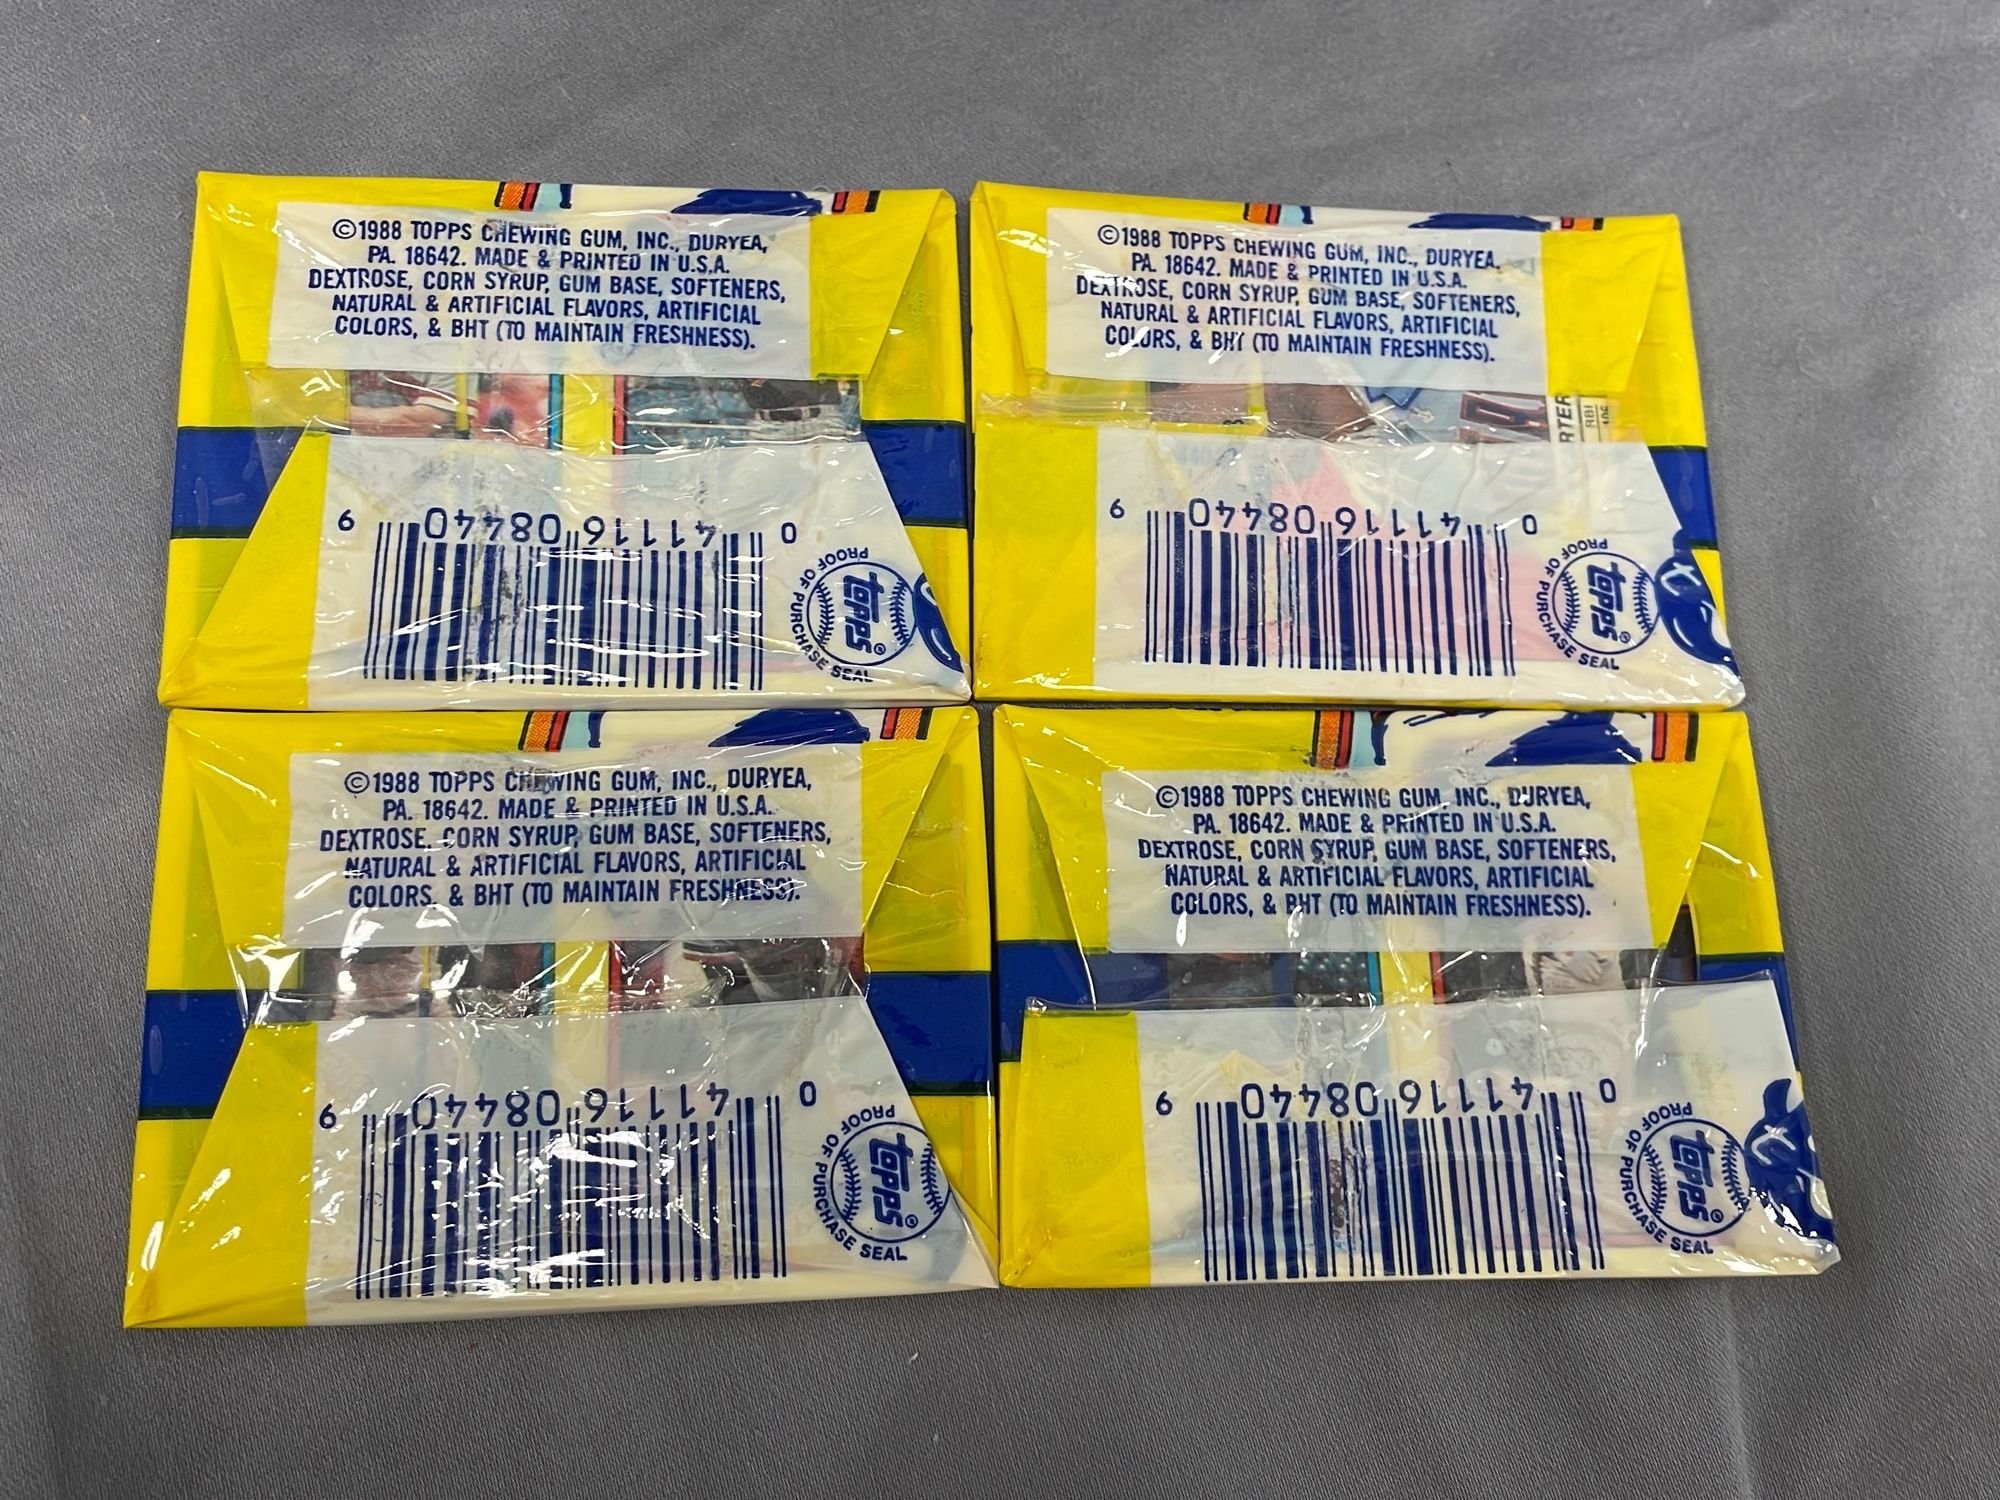 ©1988 TOPPS CHEWING GUM, INC., DURYEA,
PA. 18642. MADE & PRINTED IN U.S.A.
DEXTROSE, CORN SYRUP, GUM BASE, SOFTENERS,
NATURAL & ARTIFICIAL FLAVORS, ARTIFICIAL
COLORS, & BHT (TO MAINTAIN FRESHNESS).
0 41116 08440 9
PROOF OF PURCHASE SEAL
TOPPS®
©1988 TOPPS CHEWING GUM, INC., DURYEA,
PA. 18642. MADE & PRINTED IN U.S.A.
DEXTROSE, CORN SYRUP, GUM BASE, SOFTENERS,
NATURAL & ARTIFICIAL FLAVORS, ARTIFICIAL
COLORS, & BHT (TO MAINTAIN FRESHNESS).
RBI
0 41116 08440 9
PROOF OF PURCHASE SEAL
TOPPS®
©1988 TOPPS CHEWING GUM, INC., DURYEA,
PA. 18642. MADE & PRINTED IN U.S.A.
DEXTROSE, CORN SYRUP, GUM BASE, SOFTENERS,
NATURAL & ARTIFICIAL FLAVORS, ARTIFICIAL
COLORS, & BHT (TO MAINTAIN FRESHNESS).
0 41116 08440 9
PROOF OF PURCHASE SEAL
TOPPS®
©1988 TOPPS CHEWING GUM, INC., DURYEA,
PA. 18642. MADE & PRINTED IN U.S.A.
DEXTROSE, CORN SYRUP, GUM BASE, SOFTENERS,
NATURAL & ARTIFICIAL FLAVORS, ARTIFICIAL
COLORS, & BHT (TO MAINTAIN FRESHNESS).
0 41116 08440 9
PROOF OF PURCHASE SEAL
TOPPS®